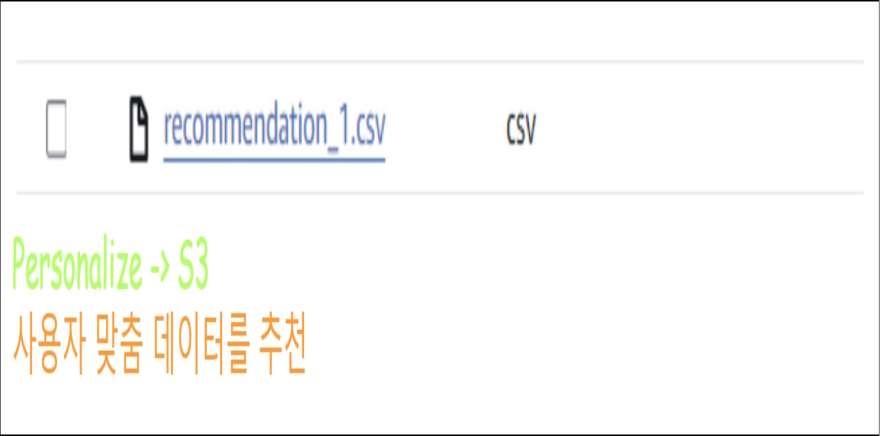 recommendation_1.csv csv
Personalize -> S3
사용자 맞춤 데이터를 추천